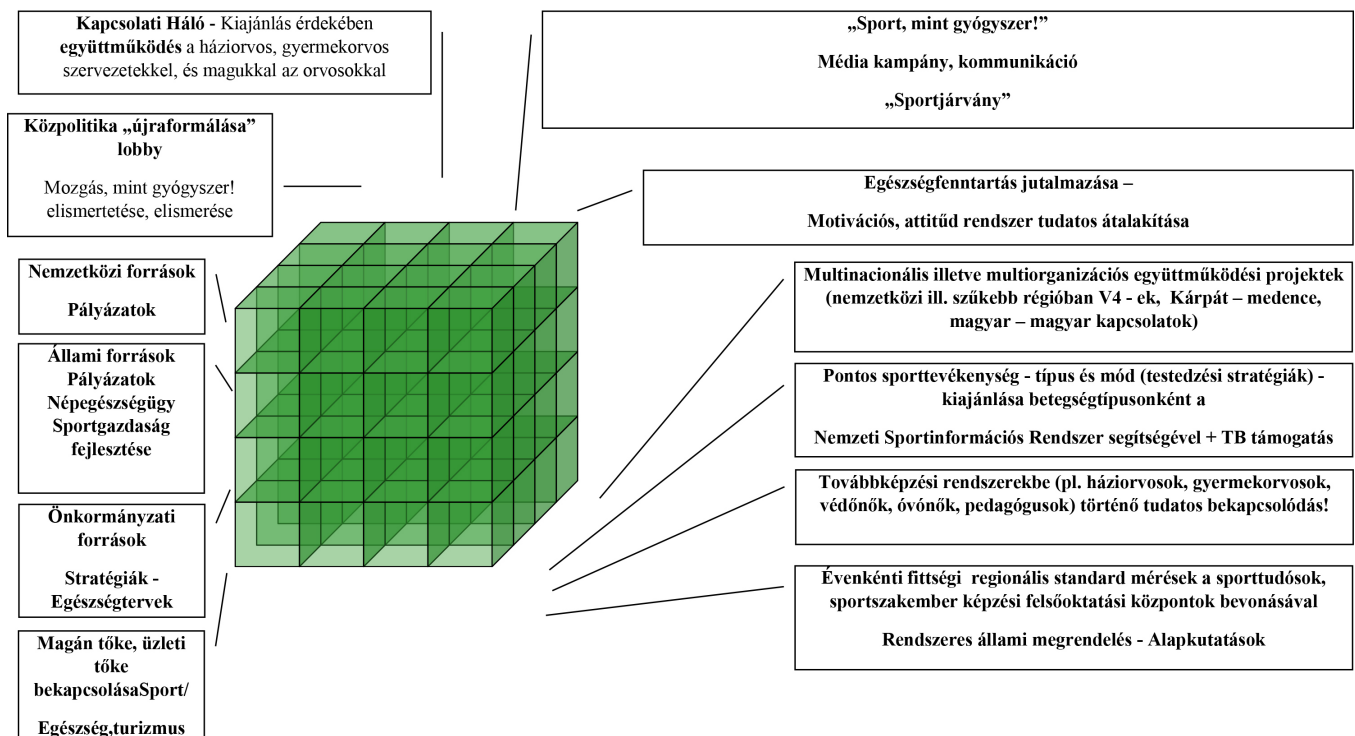 Kapcsolati Háló - Kiajánlás érdekében
együttműködés a háziorvos, gyermekorvos
szervezetekkel, és magukkal az orvosokkal
„Sport, mint gyógyszer!”
Média kampány, kommunikáció
„Sportjárvány”
Közpolitika „újraformálása”
lobby
Mozgás, mint gyógyszer!
elismertetése, elismerése
Egészségfenntartás jutalmazása –
Motivációs, attitűd rendszer tudatos átalakítása
Nemzetközi források
Pályázatok
Állami források
Pályázatok
Népegészségügy
Sportgazdaság
fejlesztése
Önkormányzati
források
Stratégiák -
Egészségtervek
Magán tőke, üzleti
tőke
bekapcsolásaSport/
Egészség,turizmus
Multinacionális illetve multiorganizációs együttműködési projektek
(nemzetközi ill. szűkebb régióban V4 - ek, Kárpát – medence,
magyar – magyar kapcsolatok)
Pontos sporttevékenység - típus és mód (testedzési stratégiák) -
kiajánlása betegségtípusonként a
Nemzeti Sportinformációs Rendszer segítségével + TB támogatás
Továbbképzési rendszerekbe (pl. háziorvosok, gyermekorvosok,
védőnők, óvónők, pedagógusok) történő tudatos bekapcsolódás!
Évenkénti fittségi regionális standard mérések a sporttudósok,
sportszakember képzési felsőoktatási központok bevonásával
Rendszeres állami megrendelés - Alapkutatások